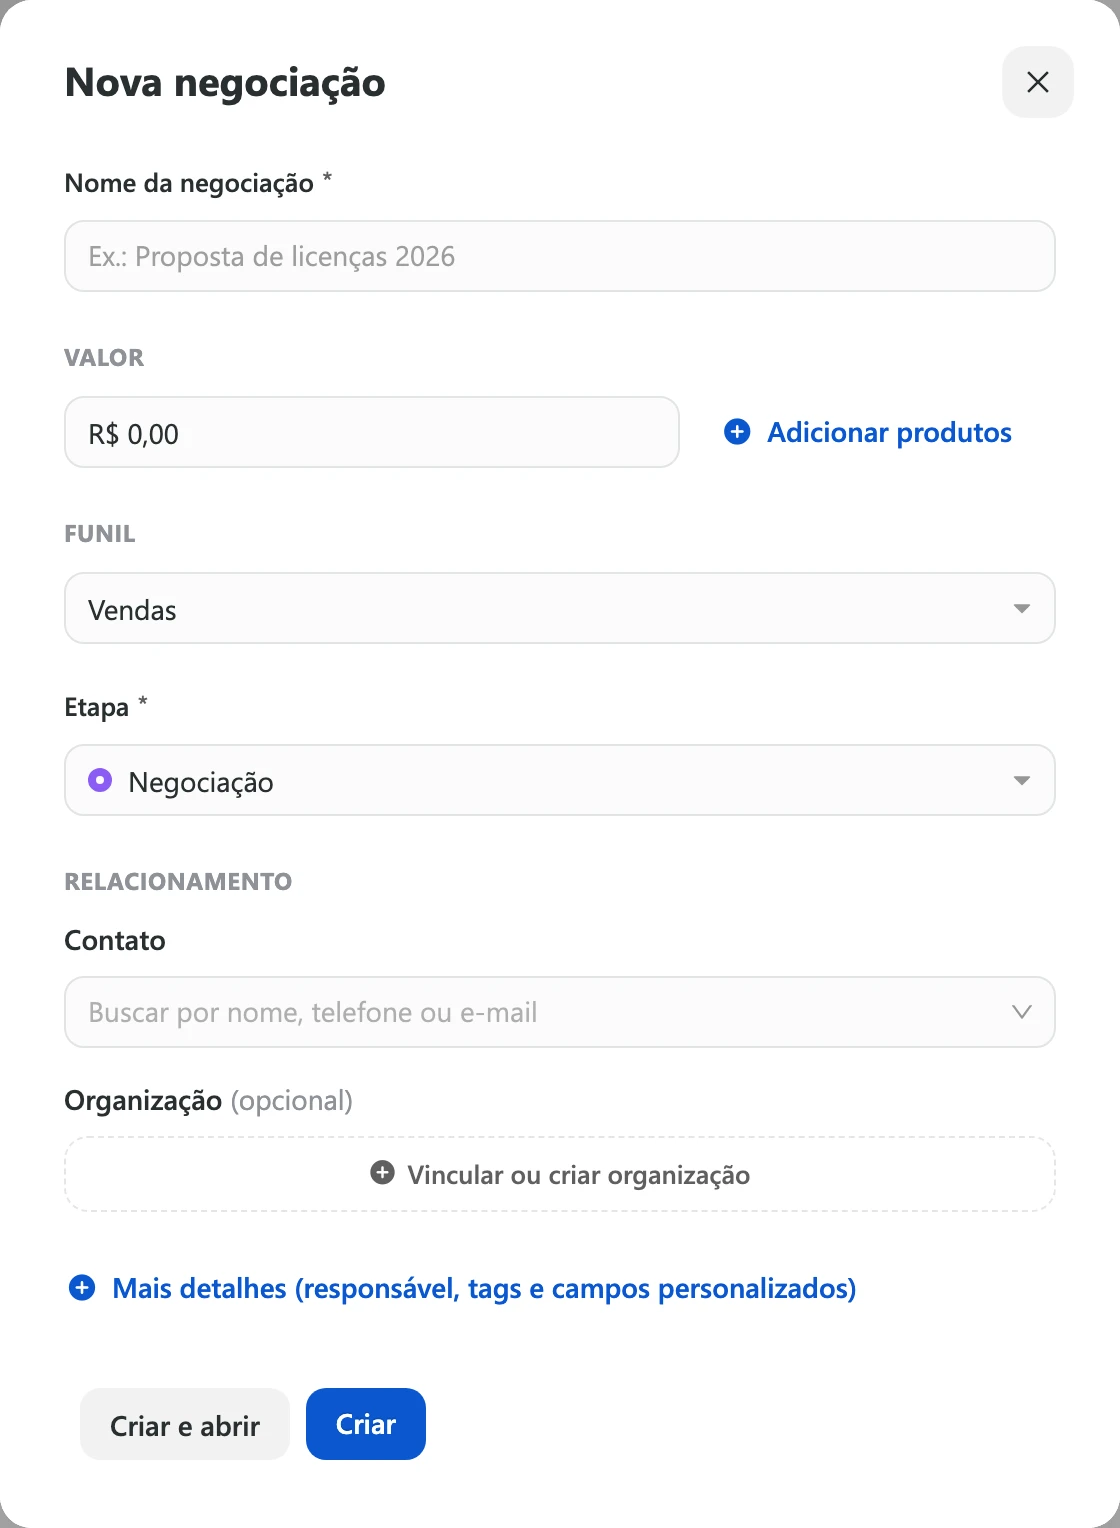 Nova negociação
Nome da negociação *
Ex.: Proposta de licenças 2026
VALOR
R$ 0,00
Adicionar produtos
FUNIL
Vendas
Etapa *
Negociação
RELACIONAMENTO
Contato
Buscar por nome, telefone ou e-mail
Organização (opcional)
Vincular ou criar organização
Mais detalhes (responsável, tags e campos personalizados)
Criar e abrir
Criar